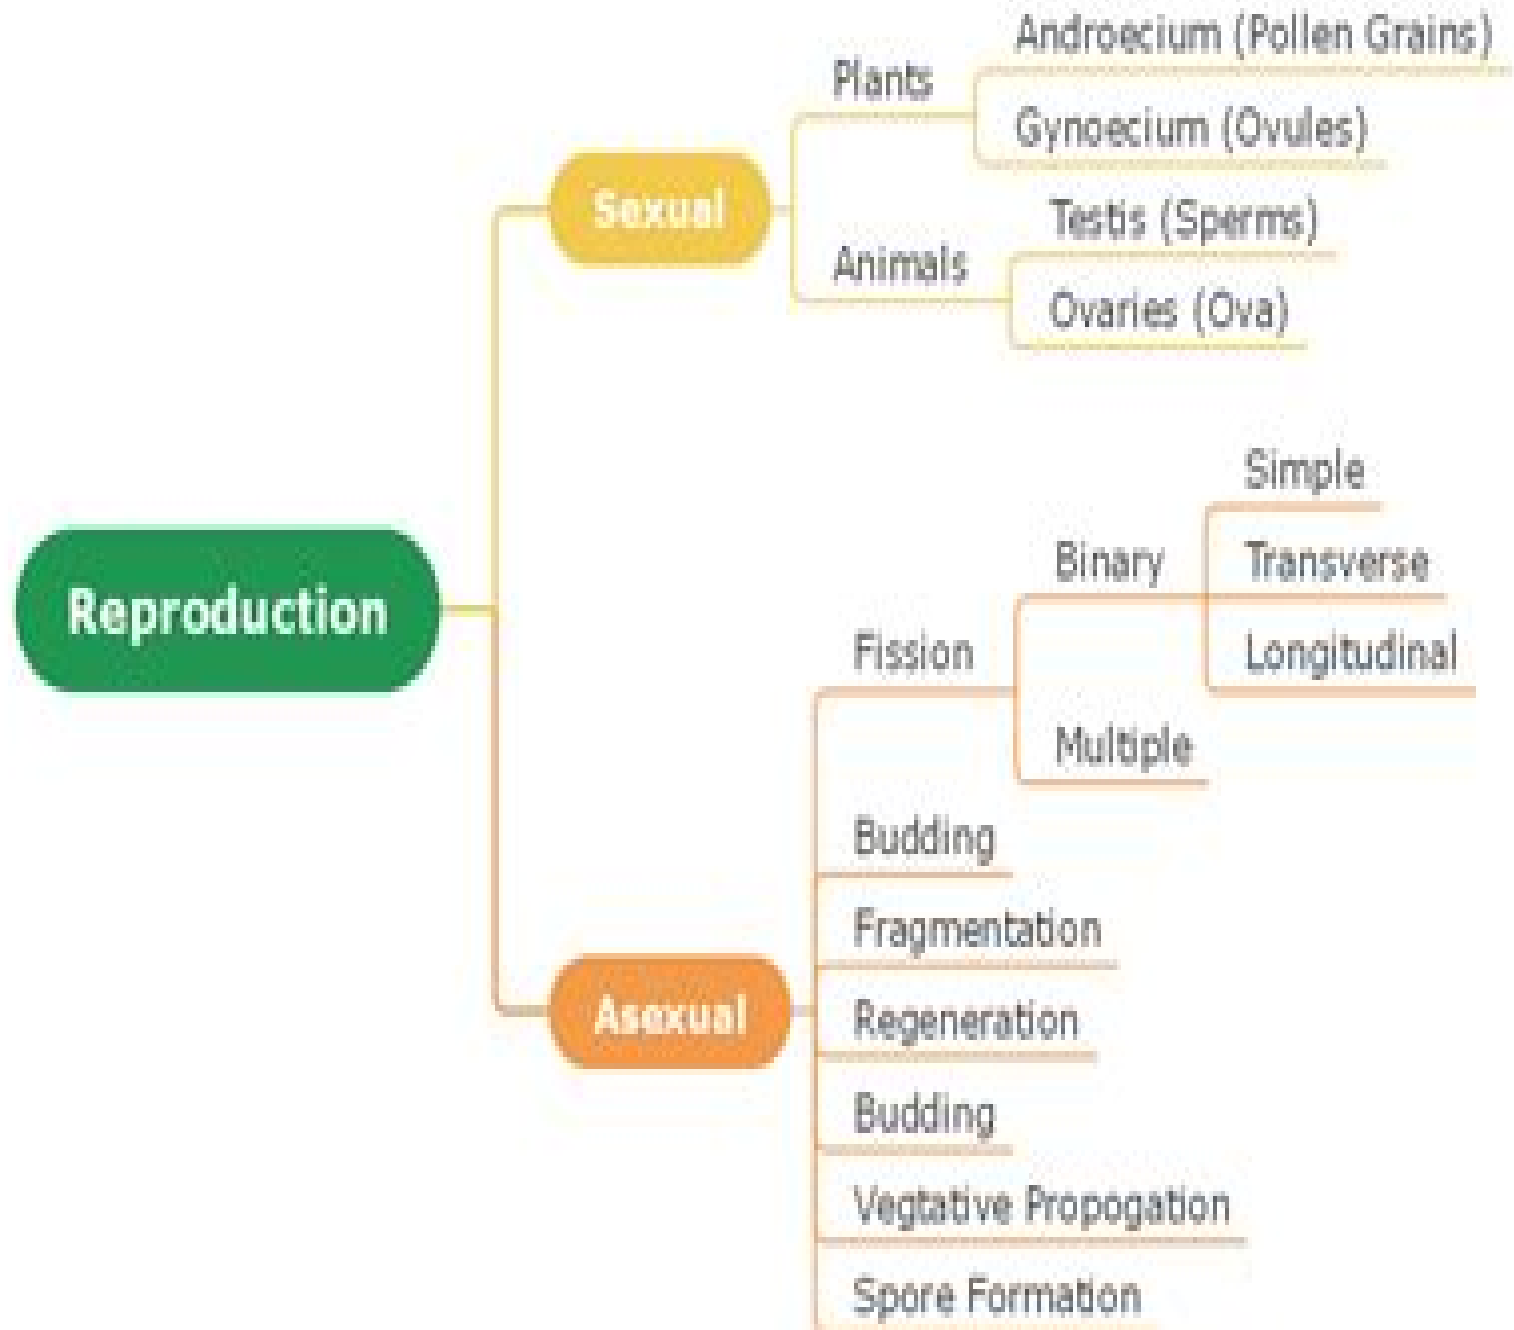 Androecium (Pollen Grains)
Plants
Gynoecium (Ovules)
Sexual
Testis (Sperms)
Animals
Ovaries (Ova)
Simple
Binary
Transverse
Reproduction
Fission
Longitudinal
Multiple
Budding
Fragmentation
Asexual
Regeneration
Budding
Vegtative Propogation
Spore Formation